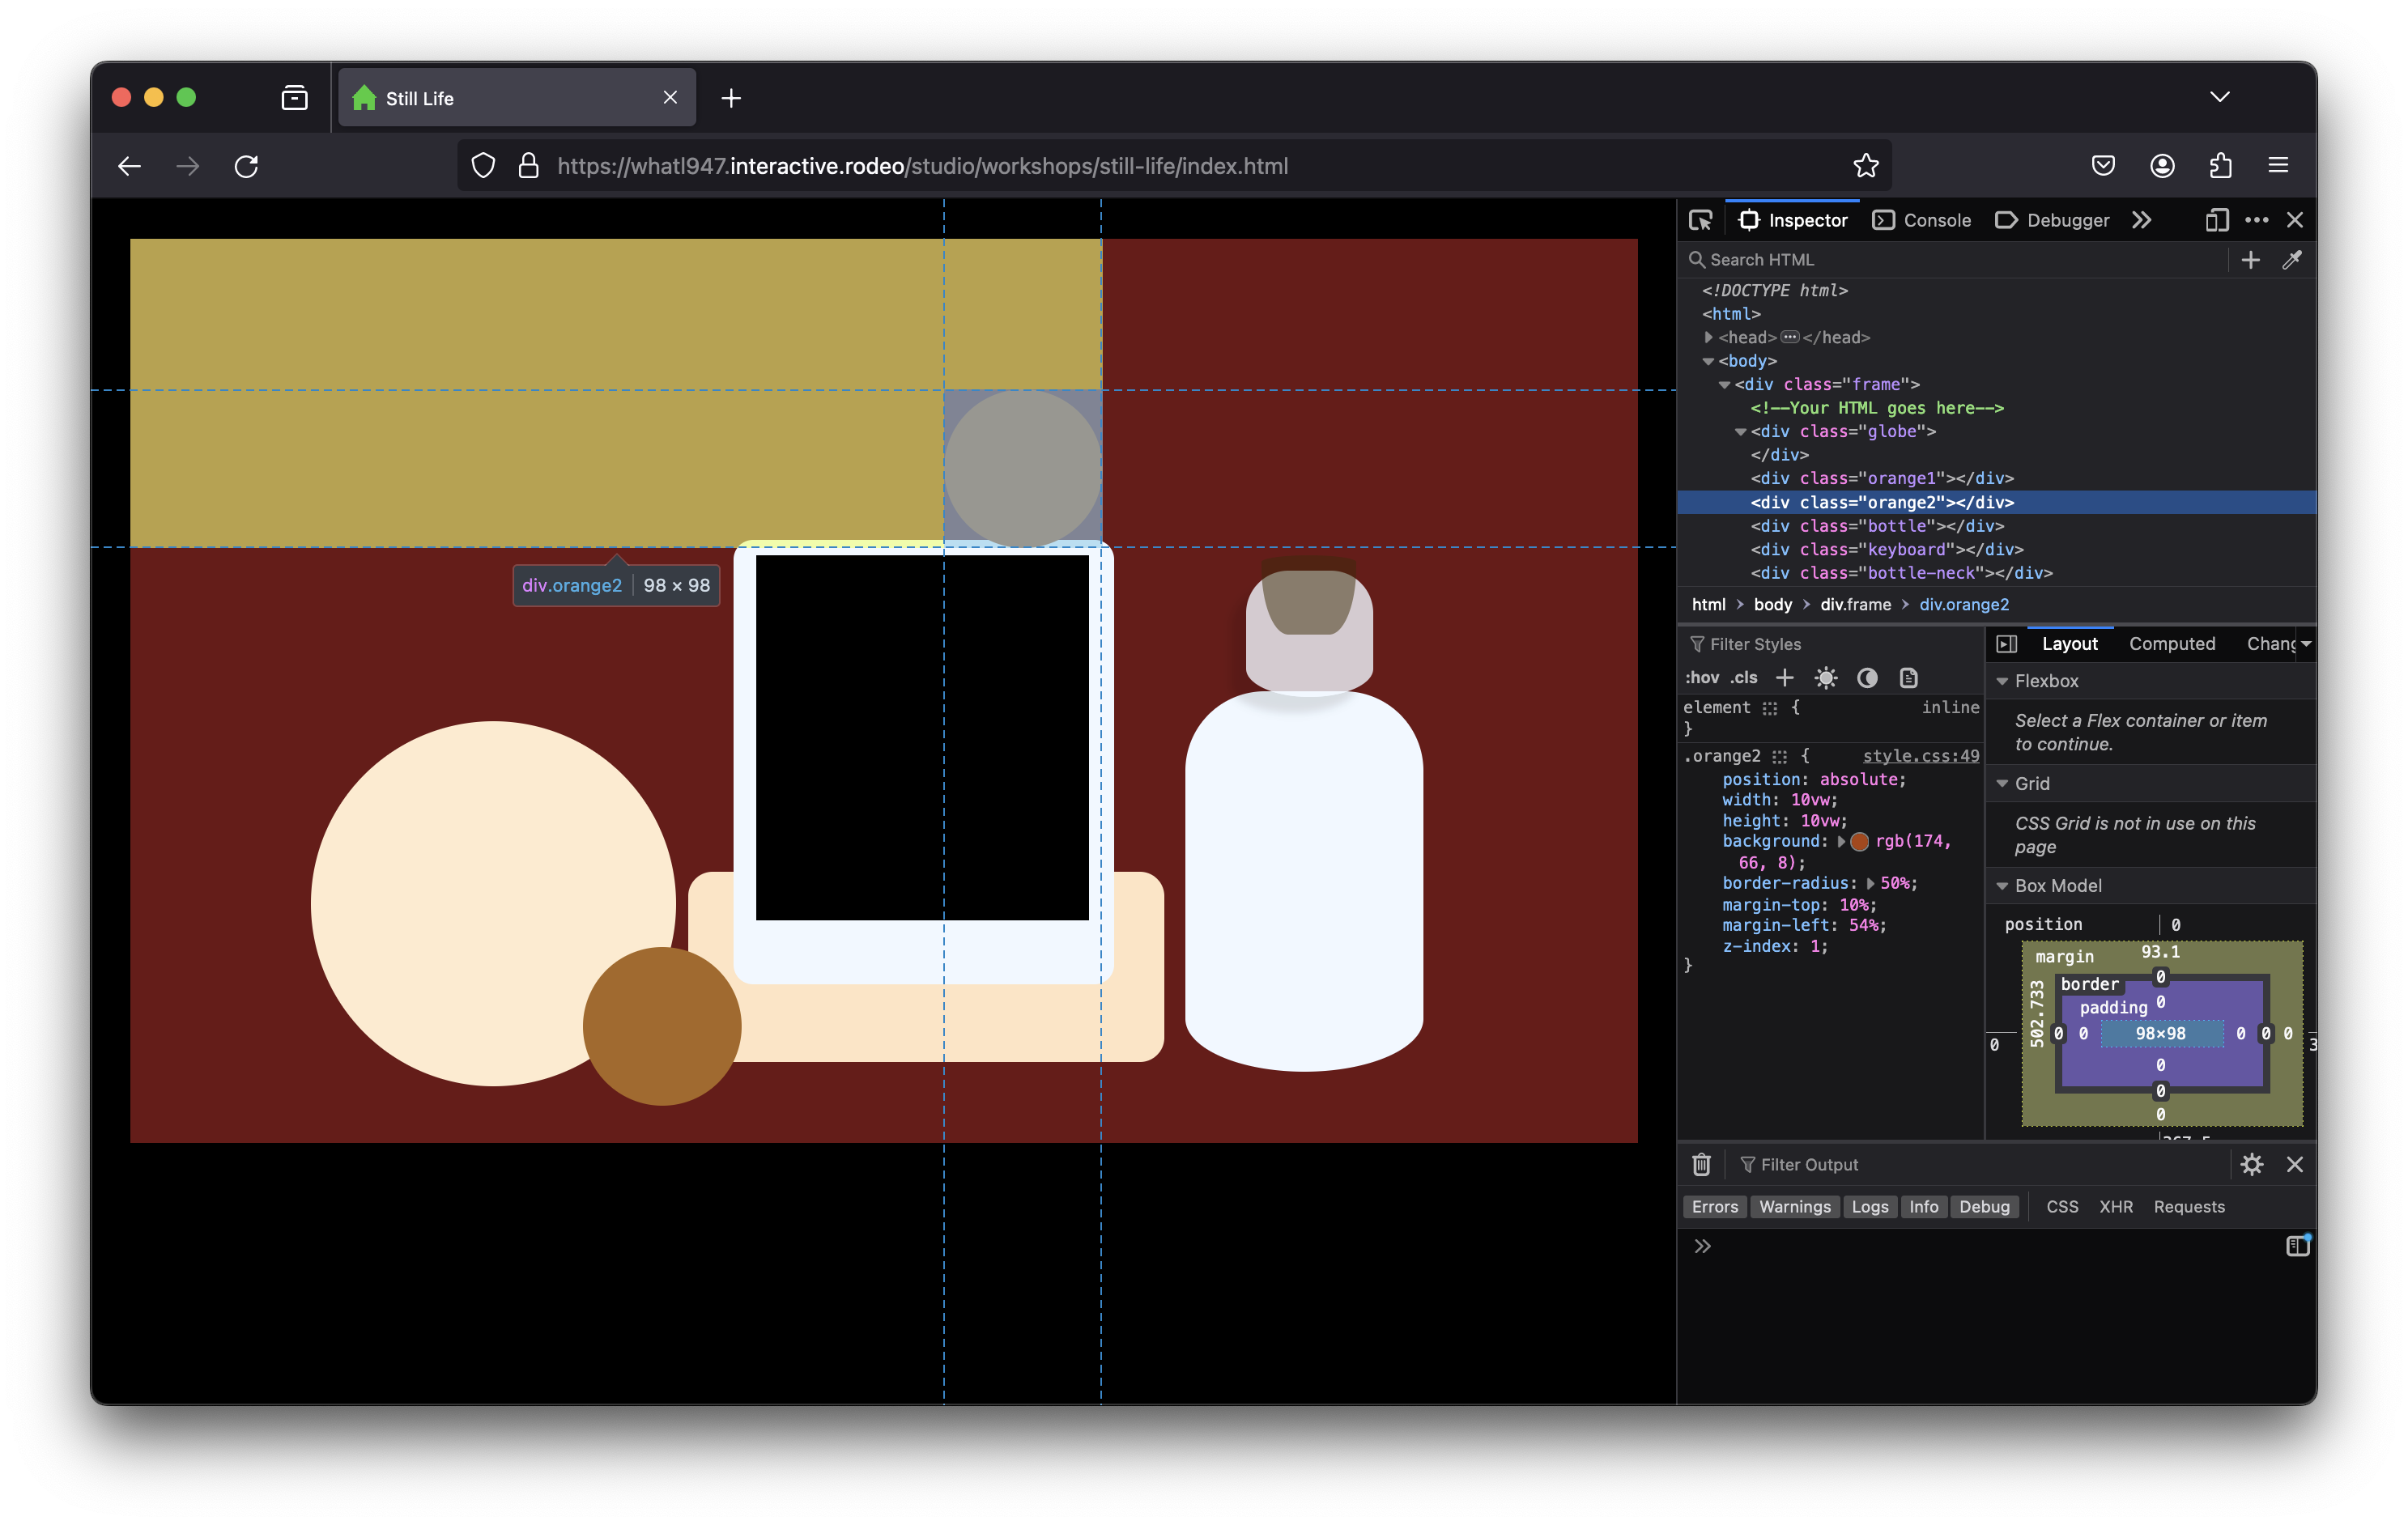 Still Life
https://whatl947.interactive.rodeo/studio/workshops/still-life/index.html
Inspector
Console
Debugger
Search HTML
<!DOCTYPE html>
<html>
<head>
</head>
<body>
<div class="frame">
<!--Your HTML goes here-->
<div class="globe">
</div>
<div class="orange1"></div>
<div class="orange2"></div>
<div class="bottle"></div>
<div class="keyboard"></div>
<div class="bottle-neck"></div>
html > body > div.frame > div.orange2
div.orange2 | 98 × 98
Filter Styles
:hov .cls
element { inline
}
.orange2 { style.css:49
position: absolute;
width: 10vw;
height: 10vw;
background: rgb(174,
66, 8);
border-radius: 50%;
margin-top: 10%;
margin-left: 54%;
z-index: 1;
}
Layout Computed
Flexbox
Select a Flex container or item
to continue.
Grid
CSS Grid is not in use on this
page
Box Model
position 0
margin 93.1
border 0
padding 0
502.733
0 0 0 98×98 0 0 0
0
0
0
Filter Output
Errors Warnings Logs Info Debug CSS XHR Requests